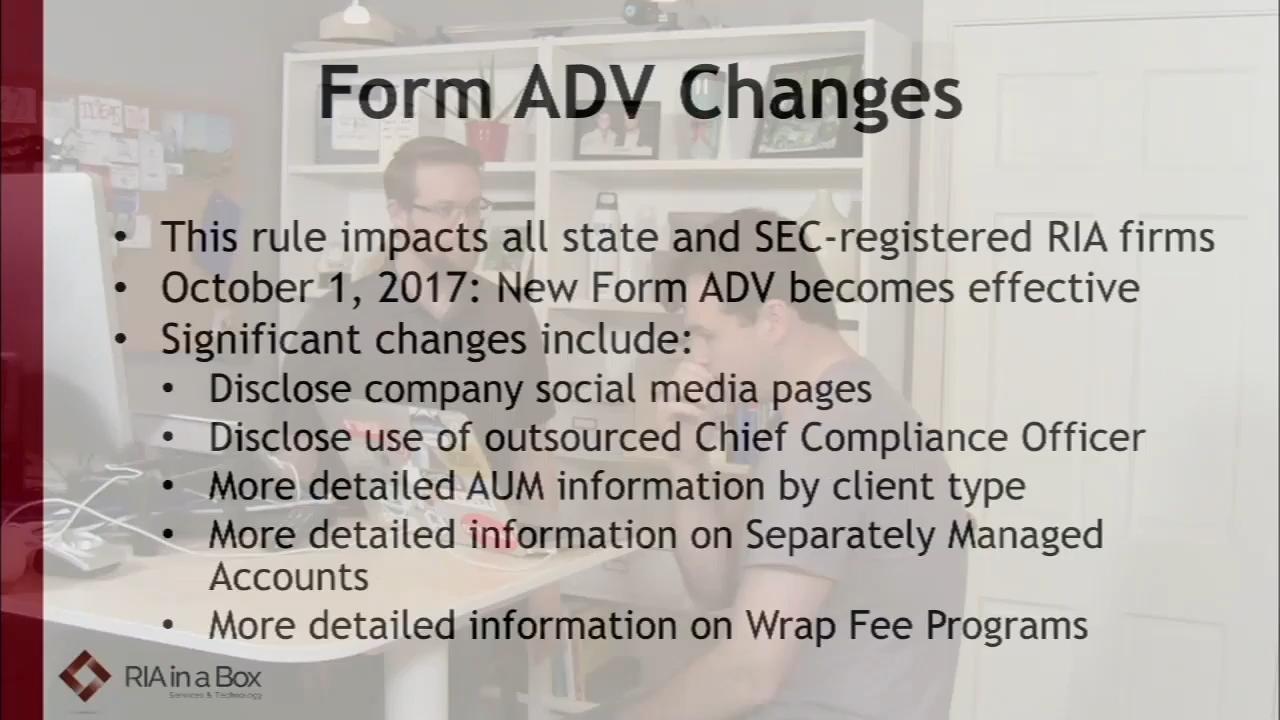 Form ADV Changes
• This rule impacts all state and SEC-registered RIA firms
• October 1, 2017: New Form ADV becomes effective
• Significant changes include:
• Disclose company social media pages
• Disclose use of outsourced Chief Compliance Officer
• More detailed AUM information by client type
• More detailed information on Separately Managed
Accounts
• More detailed information on Wrap Fee Programs
RIA in a Box
Services & Technology